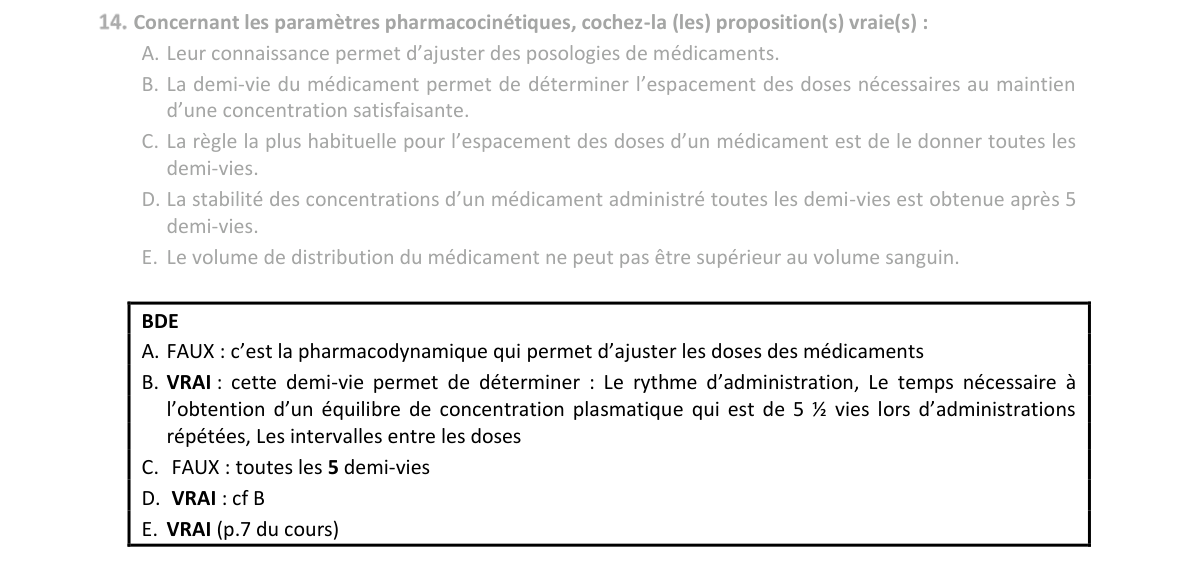 14. Concernant les paramètres pharmacocinétiques, cochez-la (les) proposition(s) vraie(s) :
A. Leur connaissance permet d’ajuster des posologies de médicaments.
B. La demi-vie du médicament permet de déterminer l’espacement des doses nécessaires au maintien
d’une concentration satisfaisante.
C. La règle la plus habituelle pour l’espacement des doses d’un médicament est de le donner toutes les
demi-vies.
D. La stabilité des concentrations d’un médicament administré toutes les demi-vies est obtenue après 5
demi-vies.
E. Le volume de distribution du médicament ne peut pas être supérieur au volume sanguin.
BDE
A. FAUX : c’est la pharmacodynamique qui permet d’ajuster les doses des médicaments
B. VRAI : cette demi-vie permet de déterminer : Le rythme d’administration, Le temps nécessaire à
l’obtention d’un équilibre de concentration plasmatique qui est de 5 ½ vies lors d’administrations
répétées, Les intervalles entre les doses
C. FAUX : toutes les 5 demi-vies
D. VRAI : cf B
E. VRAI (p.7 du cours)